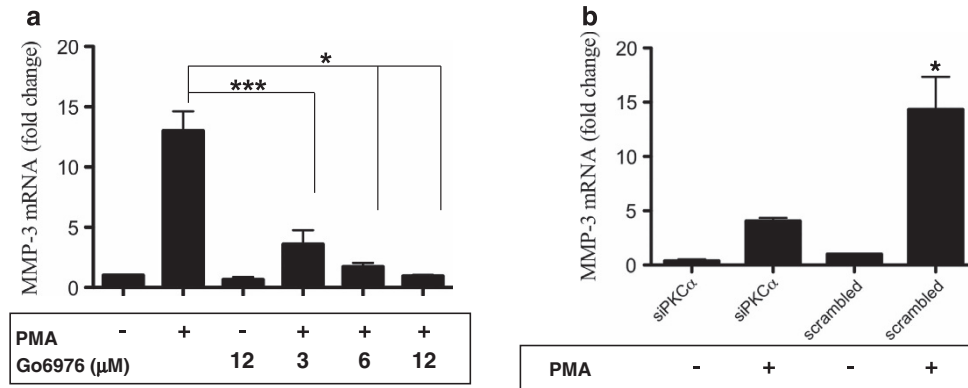 a
MMP-3 mRNA (fold change)
20
15
10
5
0
*
***
PMA - + - + + +
Go6976 (μM) 12 3 6 12
b
MMP-3 mRNA (fold change)
20
15
10
5
0
*
siPKCα siPKCα scrambled scrambled
PMA - + - +